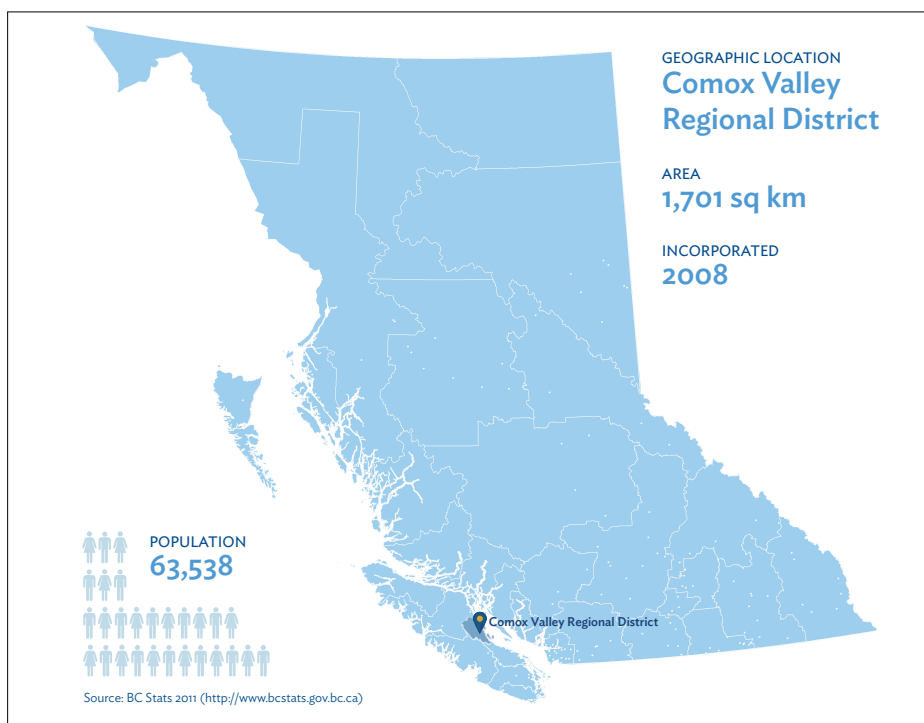 GEOGRAPHIC LOCATION
Comox Valley
Regional District
AREA
1,701 sq km
INCORPORATED
2008
POPULATION
63,538
Comox Valley Regional District
Source: BC Stats 2011 (http://www.bcstats.gov.bc.ca)